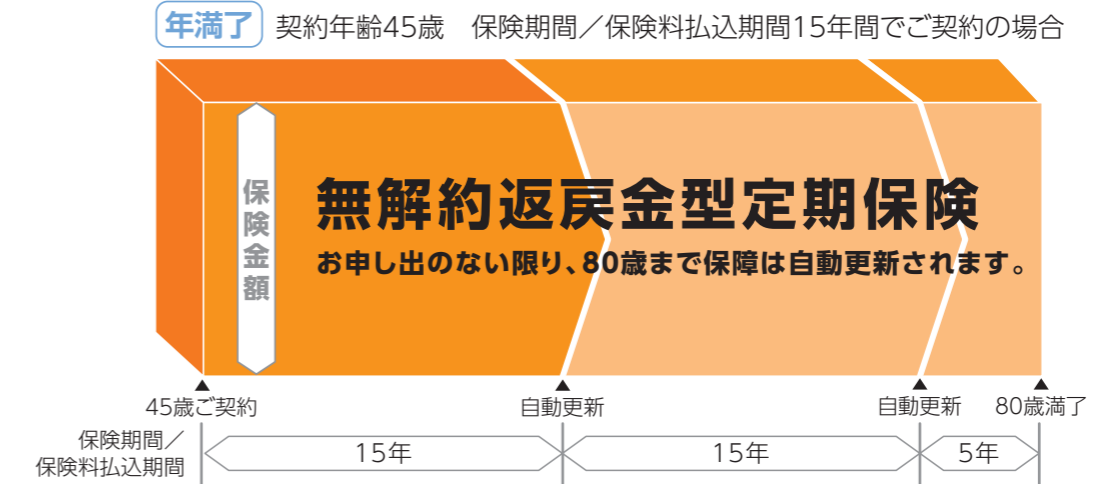 年満了 契約年齢45歳 保険期間／保険料払込期間15年間でご契約の場合
保険金額
無解約返戻金型定期保険
お申し出のない限り、80歳まで保障は自動更新されます。
45歳ご契約 自動更新 自動更新 80歳満了
保険期間／
保険料払込期間
15年 15年 5年